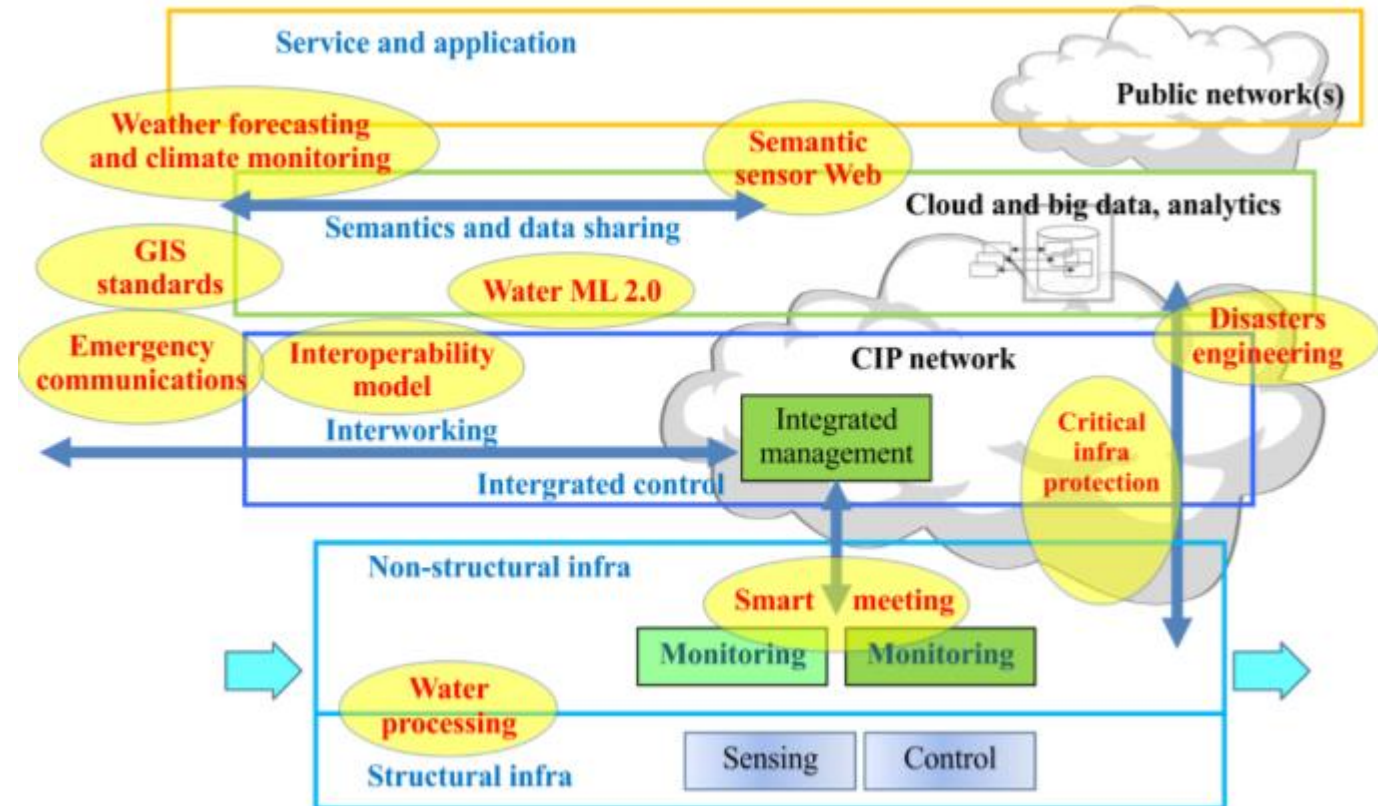 Service and application
Public network(s)
Weather forecasting
and climate monitoring
Semantic
sensor Web
Cloud and big data, analytics
Semantics and data sharing
GIS
standards
Water ML 2.0
Disasters
engineering
Emergency
communications
Interoperability
model
CIP network
Interworking
Integrated
management
Critical
infra
protection
Intergrated control
Non-structural infra
Smart meeting
Monitoring
Monitoring
Water
processing
Structural infra
Sensing
Control